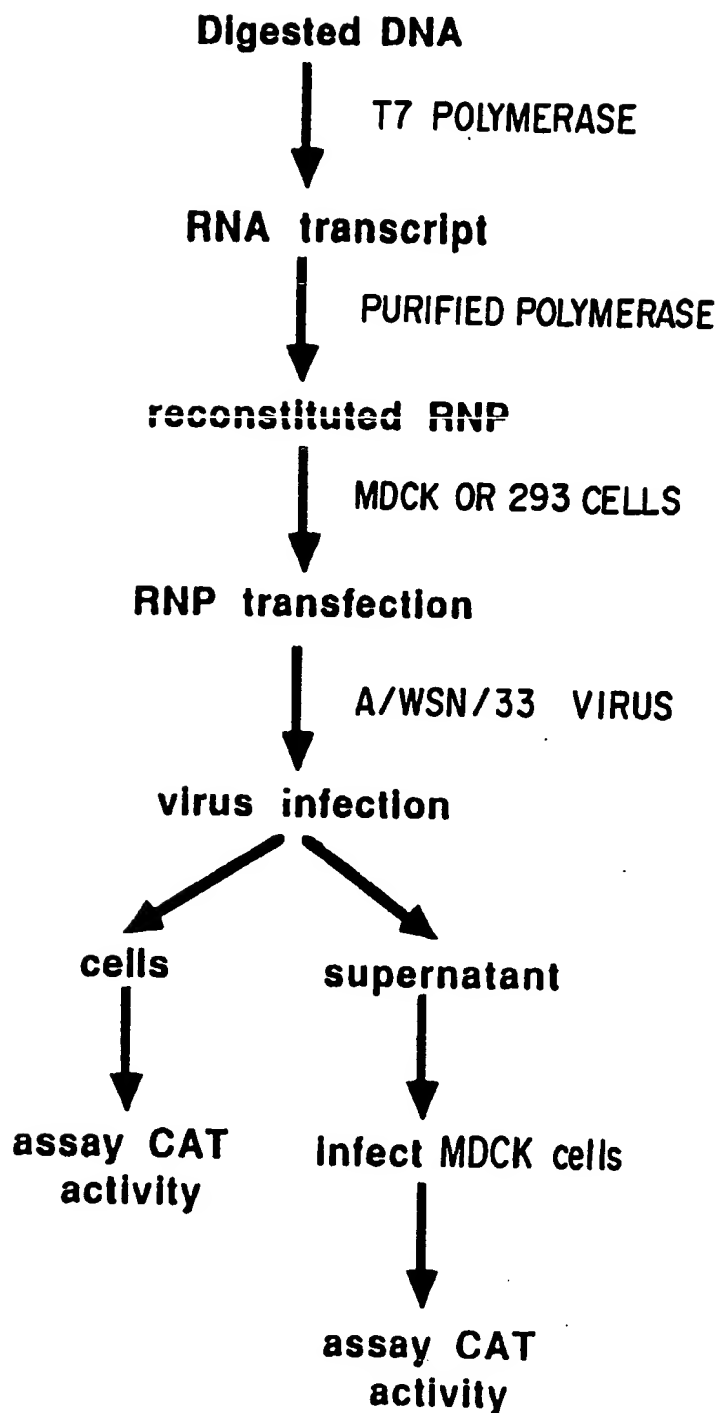 Digested DNA
T7 POLYMERASE
RNA transcript
PURIFIED POLYMERASE
reconstituted RNP
MDCK OR 293 CELLS
RNP transfection
A/WSN/33 VIRUS
virus infection
cells
supernatant
assay CAT
activity
infect MDCK cells
assay CAT
activity